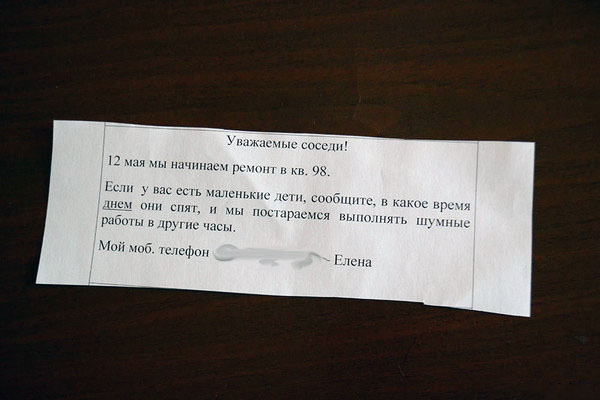 Уважаемые соседи!
12 мая мы начинаем ремонт в кв. 98.
Если у вас есть маленькие дети, сообщите, в какое время
днем они спят, и мы постараемся выполнять шумные
работы в другие часы.
Мой моб. телефон Елена